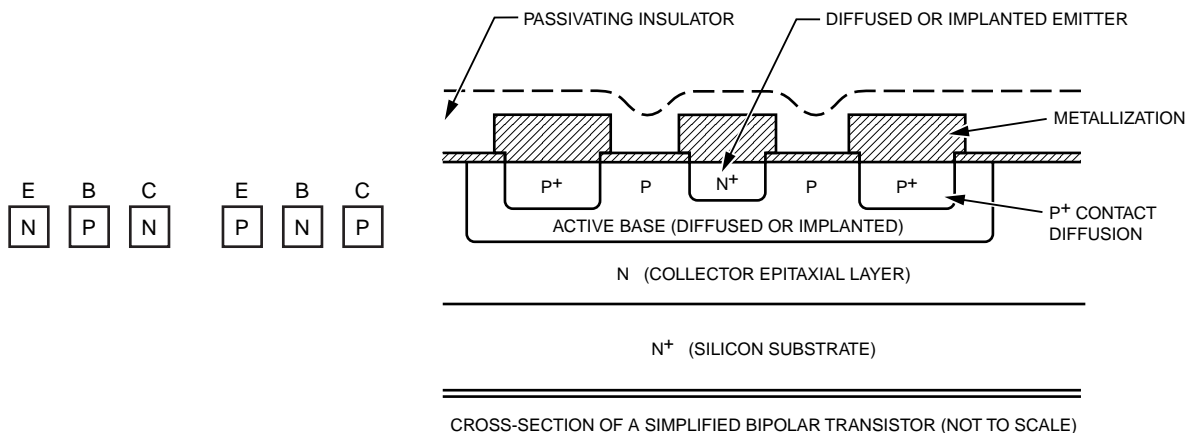 PASSIVATING INSULATOR
DIFFUSED OR IMPLANTED EMITTER
METALLIZATION
E B C
N P N
E B C
P N P
P+ P N+ P P+
P+ CONTACT
DIFFUSION
ACTIVE BASE (DIFFUSED OR IMPLANTED)
N (COLLECTOR EPITAXIAL LAYER)
N+ (SILICON SUBSTRATE)
CROSS-SECTION OF A SIMPLIFIED BIPOLAR TRANSISTOR (NOT TO SCALE)